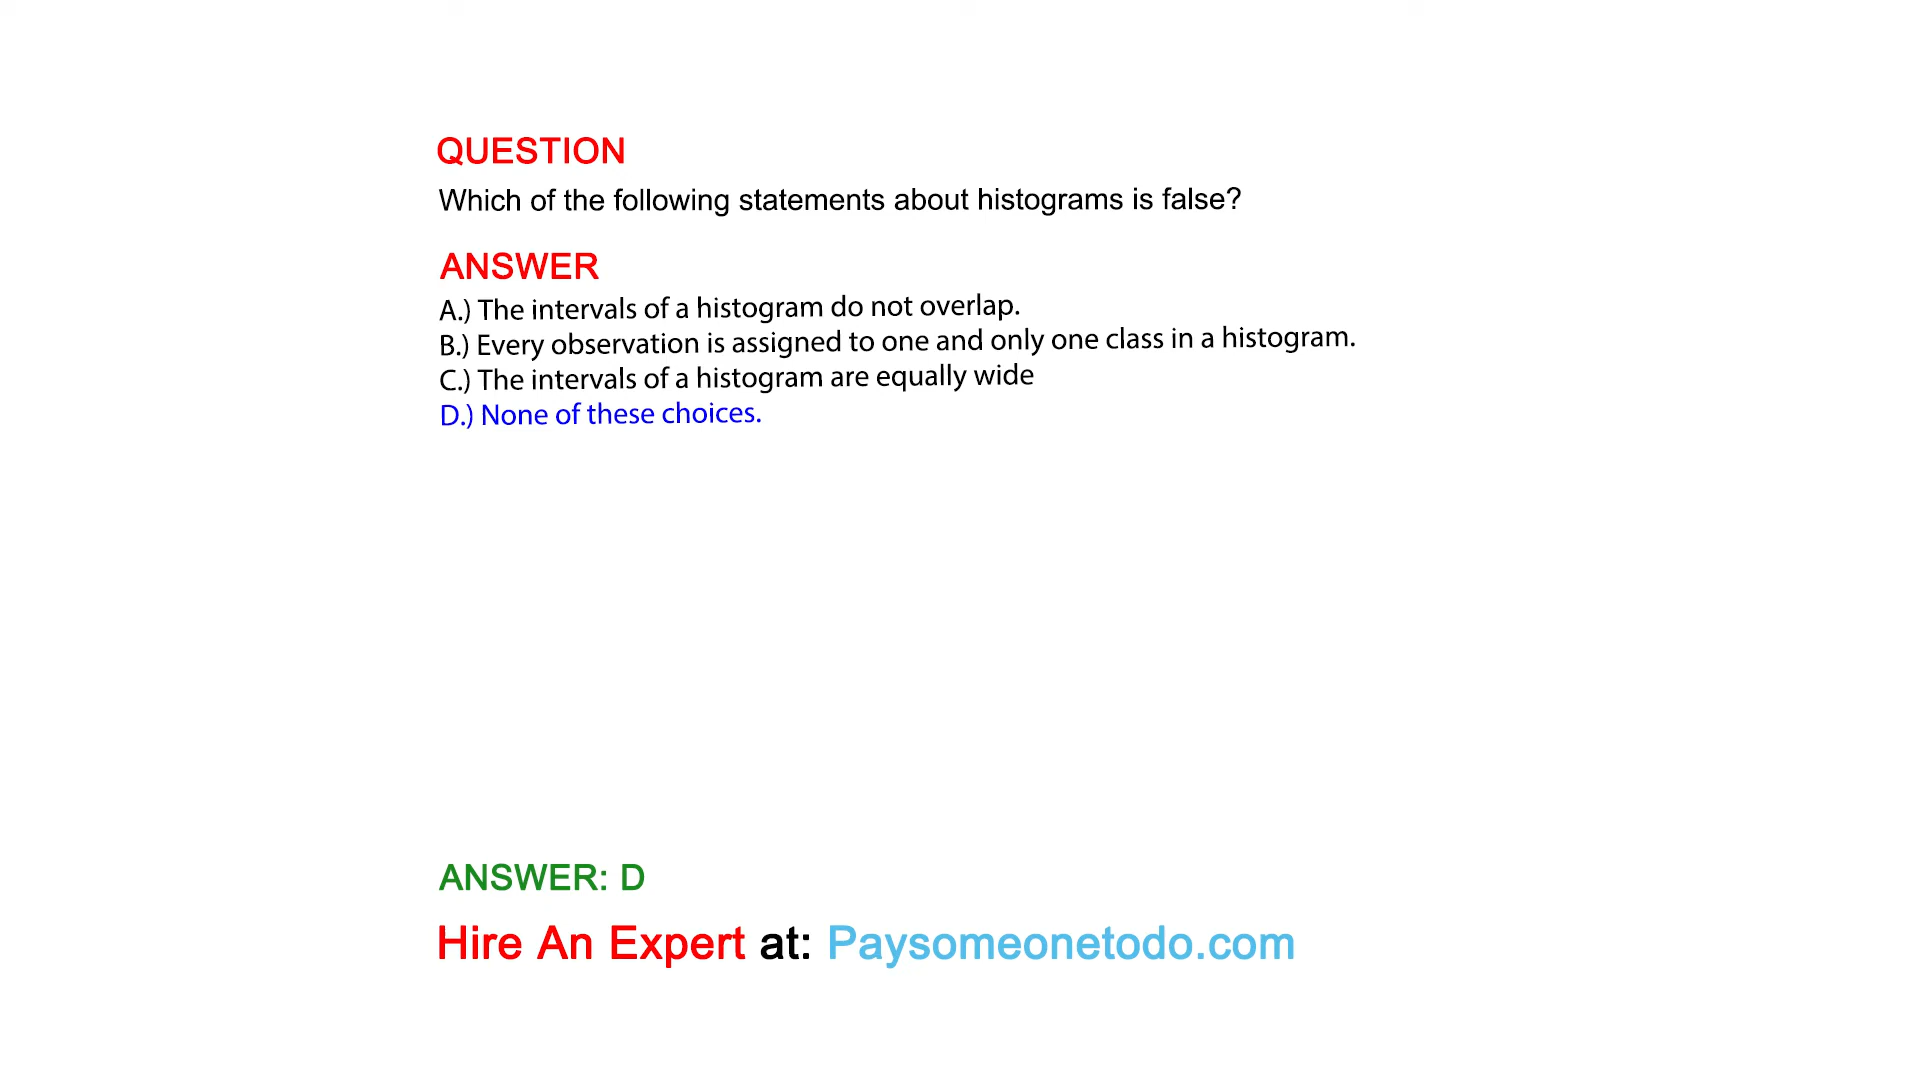 QUESTION
Which of the following statements about histograms is false?
ANSWER
A.) The intervals of a histogram do not overlap.
B.) Every observation is assigned to one and only one class in a histogram.
C.) The intervals of a histogram are equally wide
D.) None of these choices.
ANSWER: D
Hire An Expert at: Paysomeonetodo.com